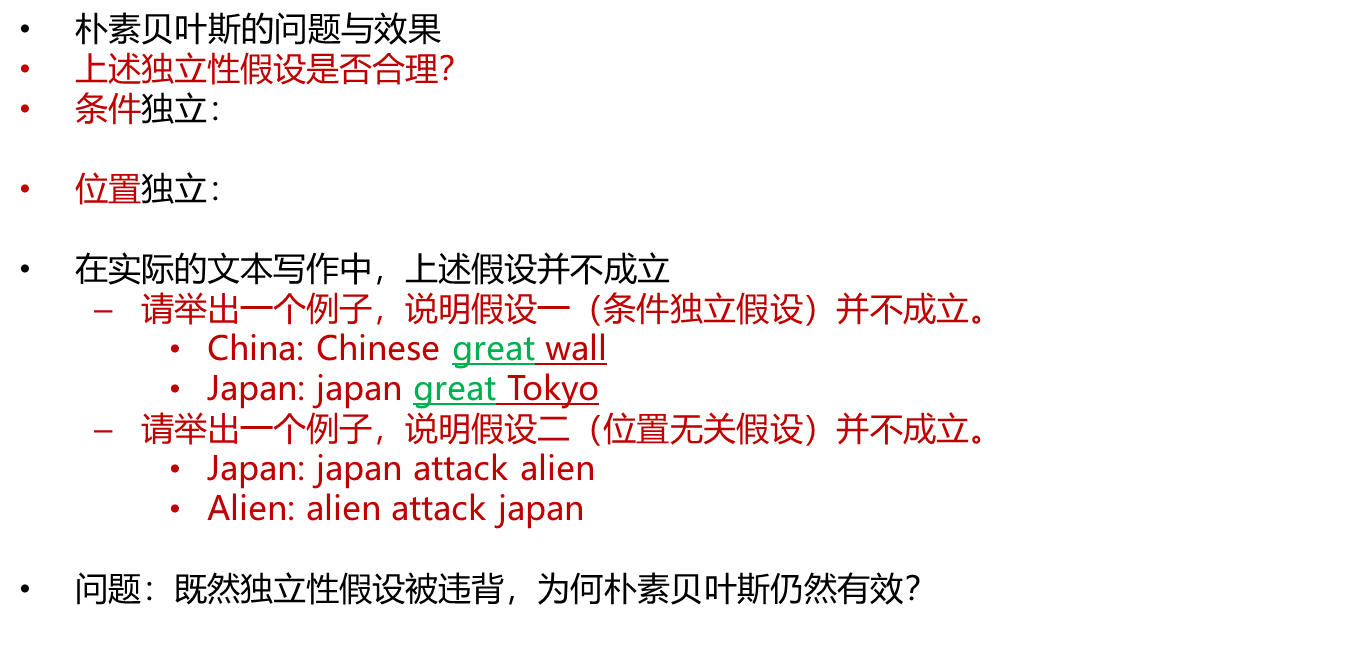 • 朴素贝叶斯的问题与效果
• 上述独立性假设是否合理？
• 条件独立：
• 位置独立：
• 在实际的文本写作中，上述假设并不成立
– 请举出一个例子，说明假设一（条件独立假设）并不成立。
• China: Chinese great wall
• Japan: japan great Tokyo
– 请举出一个例子，说明假设二（位置无关假设）并不成立。
• Japan: japan attack alien
• Alien: alien attack japan
• 问题：既然独立性假设被违背，为何朴素贝叶斯仍然有效？